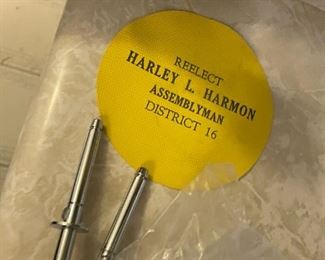 REELECT
HARLEY L. HARMON
ASSEMBLYMAN
DISTRICT 16